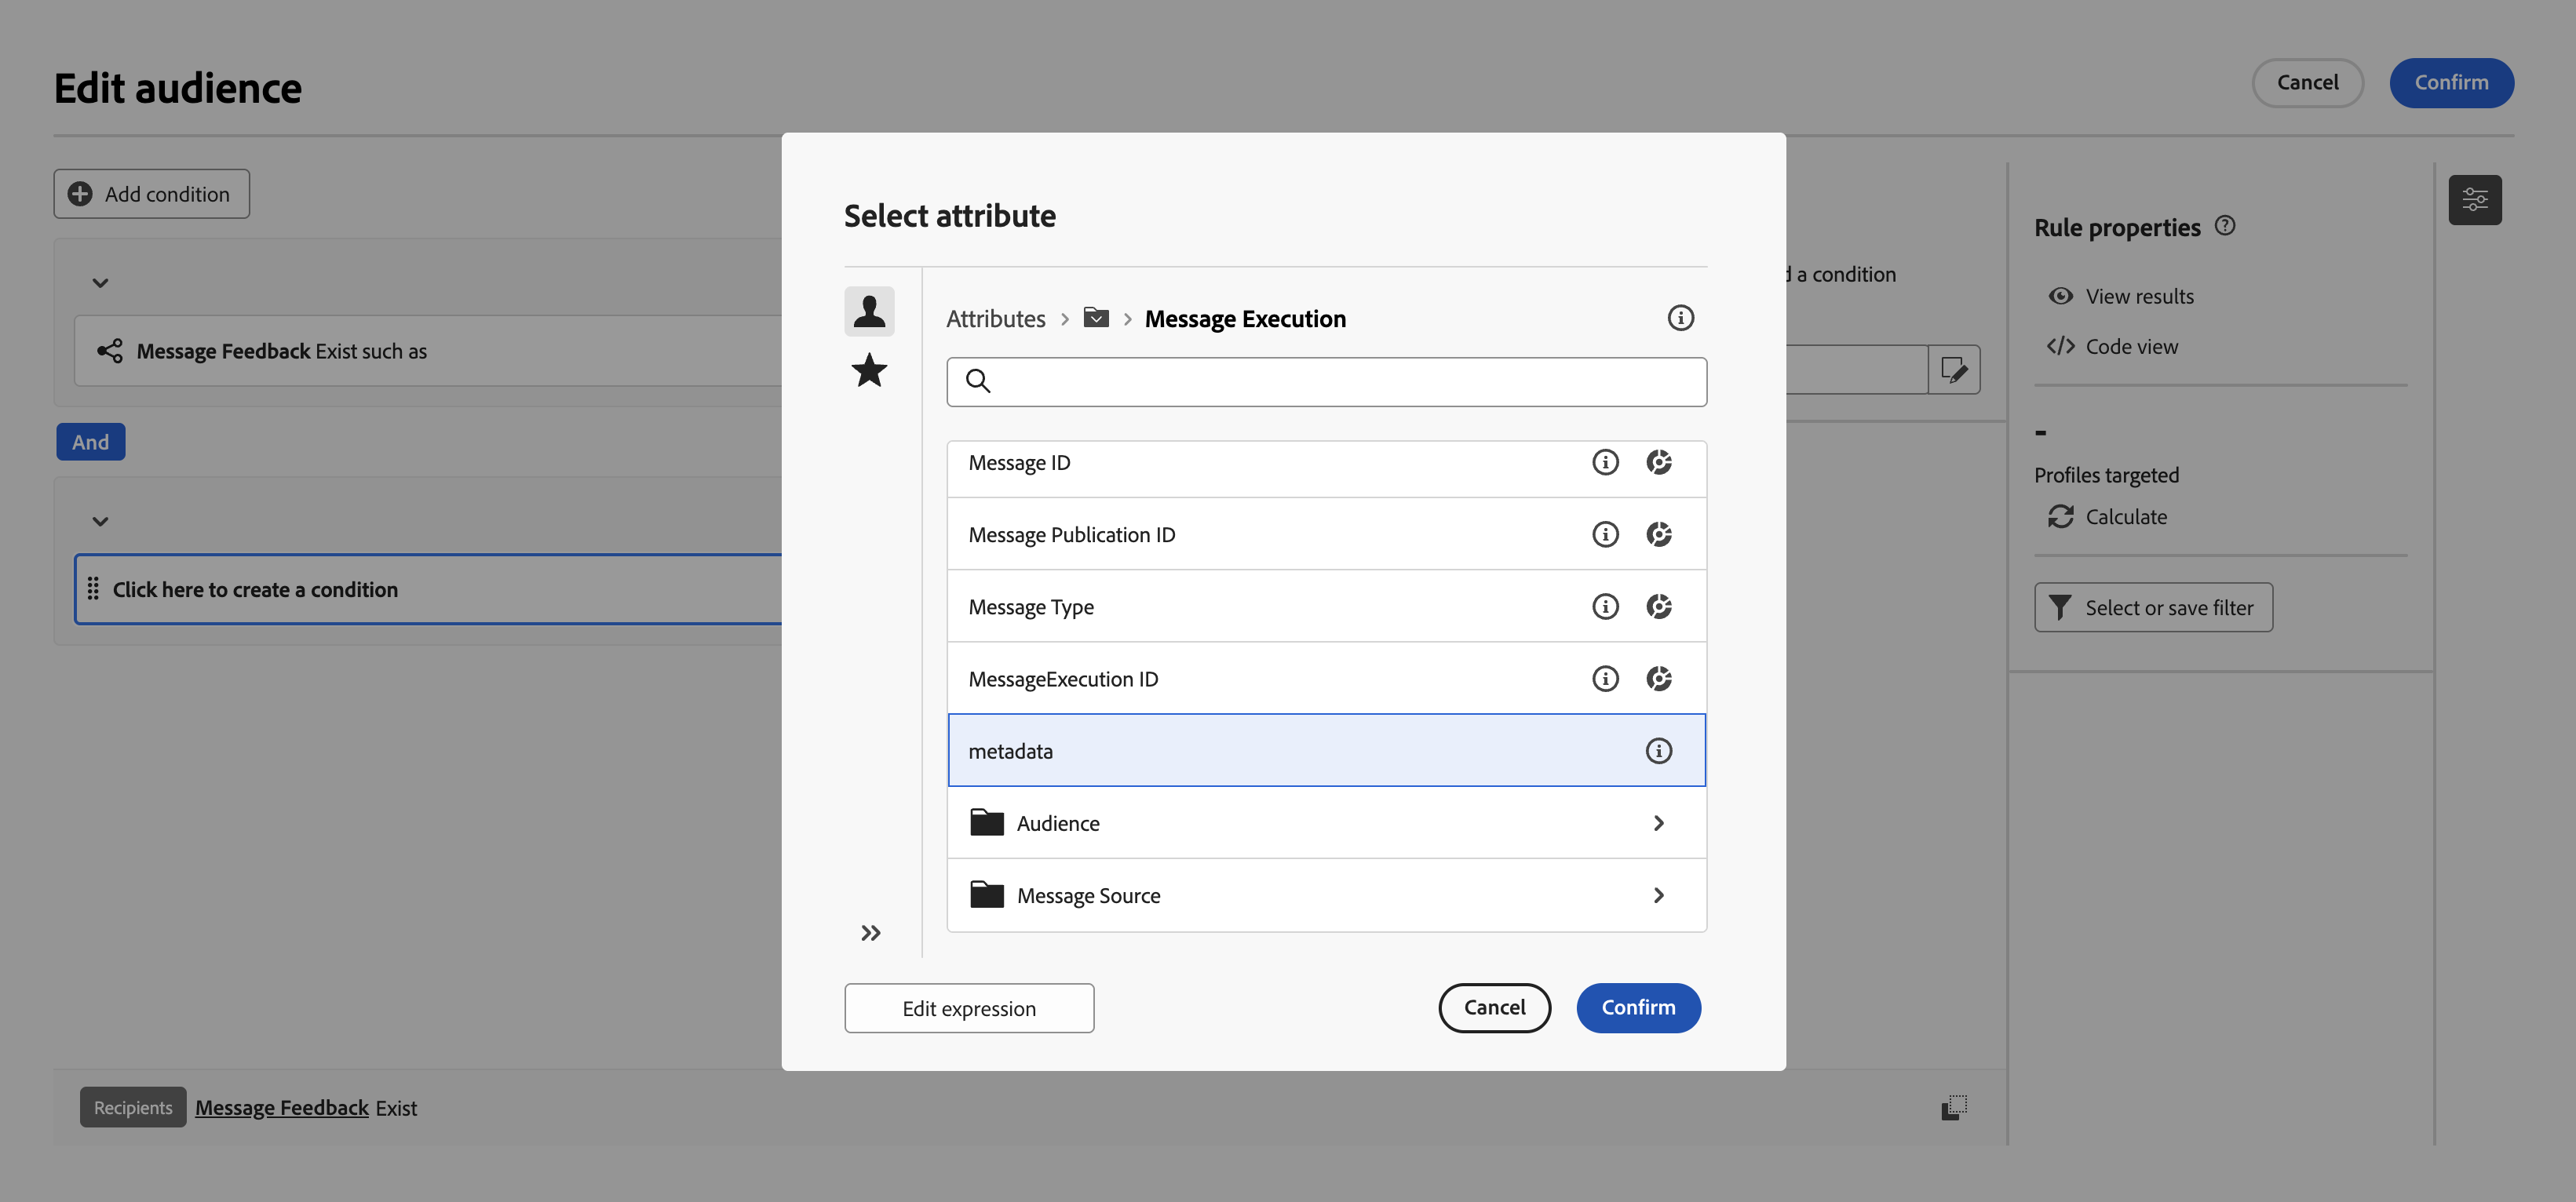 Edit audience
Cancel
Confirm
Add condition
Message Feedback Exist such as
And
Click here to create a condition
Select attribute
Attributes > Message Execution
Message ID
Message Publication ID
Message Type
MessageExecution ID
metadata
Audience
Message Source
Edit expression
Cancel
Confirm
a condition
Rule properties
View results
Code view
-
Profiles targeted
Calculate
Select or save filter
Recipients Message Feedback Exist